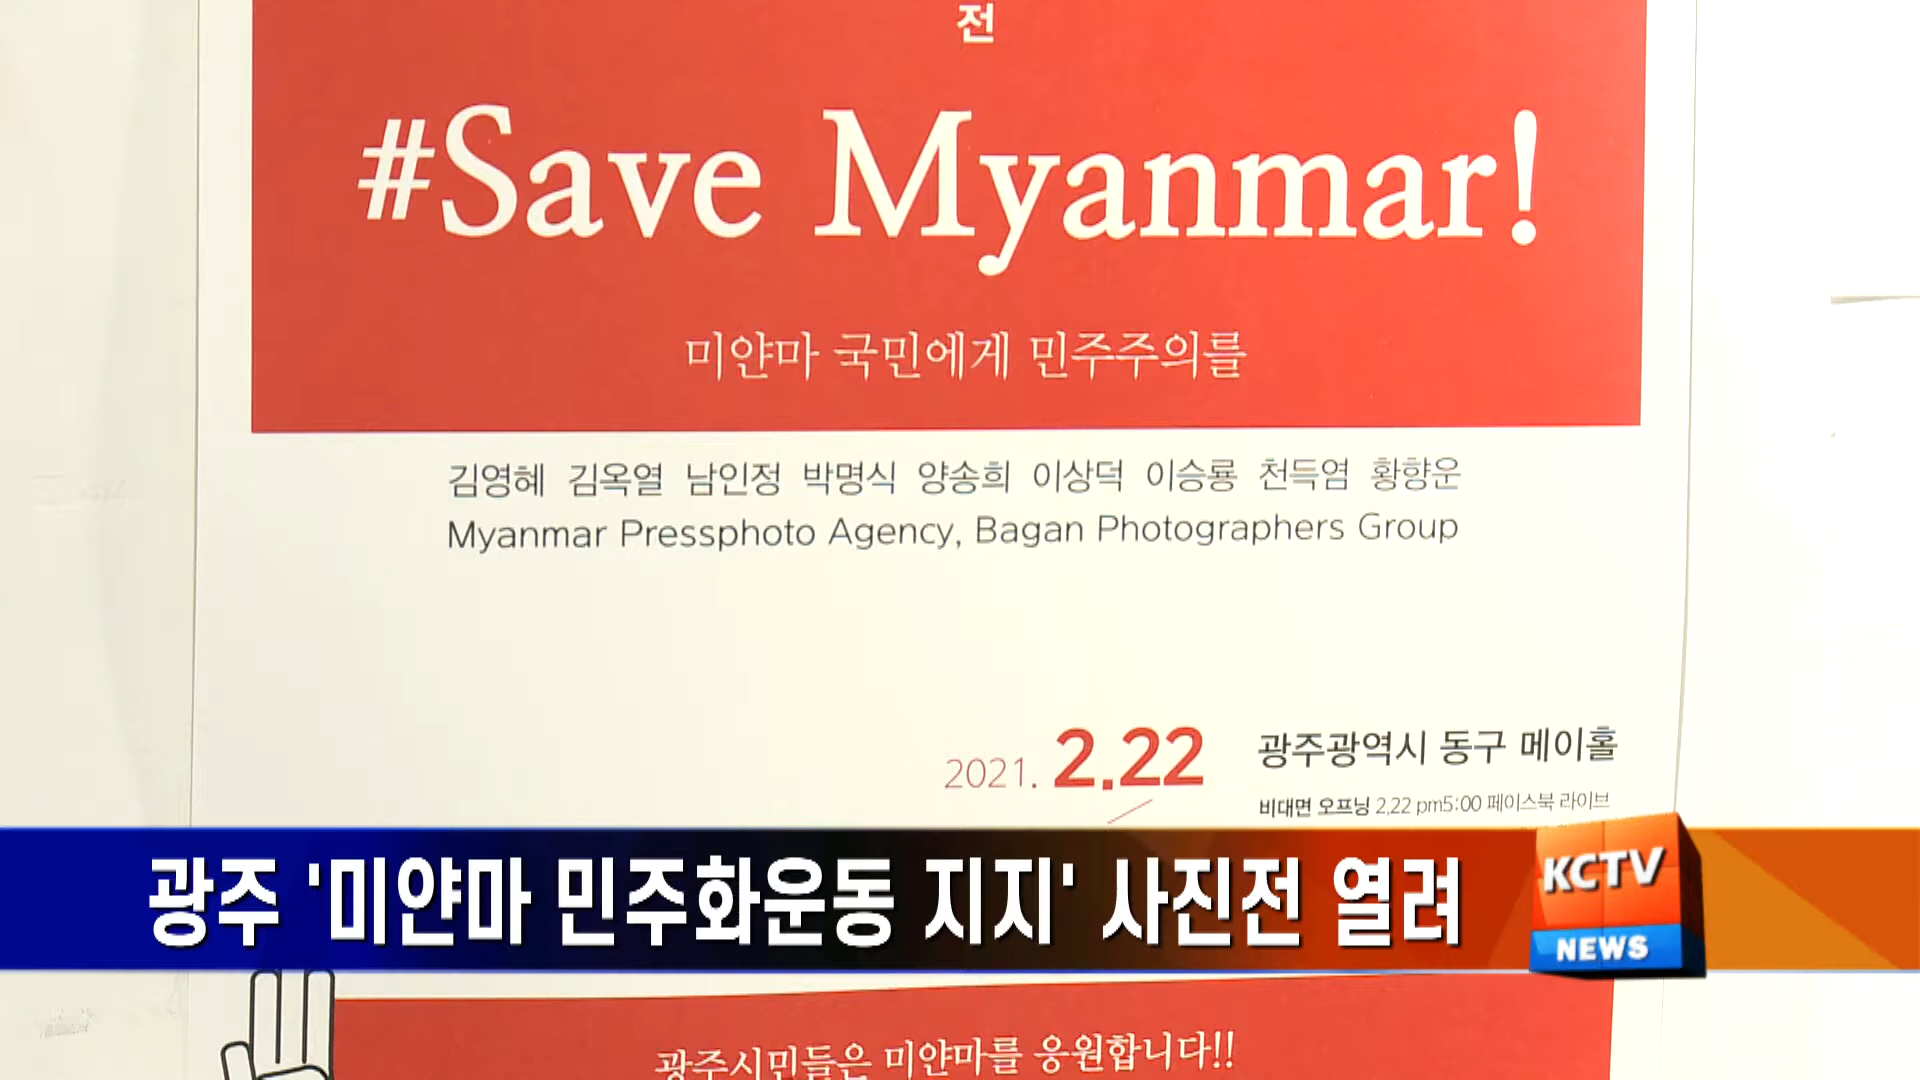 전
#Save Myanmar!
미얀마 국민에게 민주주의를
김영혜 김옥열 남인정 박명식 양송희 이상덕 이승룡 천득염 황향운
Myanmar Pressphoto Agency, Bagan Photographers Group
2021. 2.22 광주광역시 동구 메이홀
비대면 오프닝 2.22 pm5:00 페이스북 라이브
광주 '미얀마 민주화운동 지지' 사진전 열려
KCTV
NEWS
광주시민들은 미얀마를 응원합니다!!